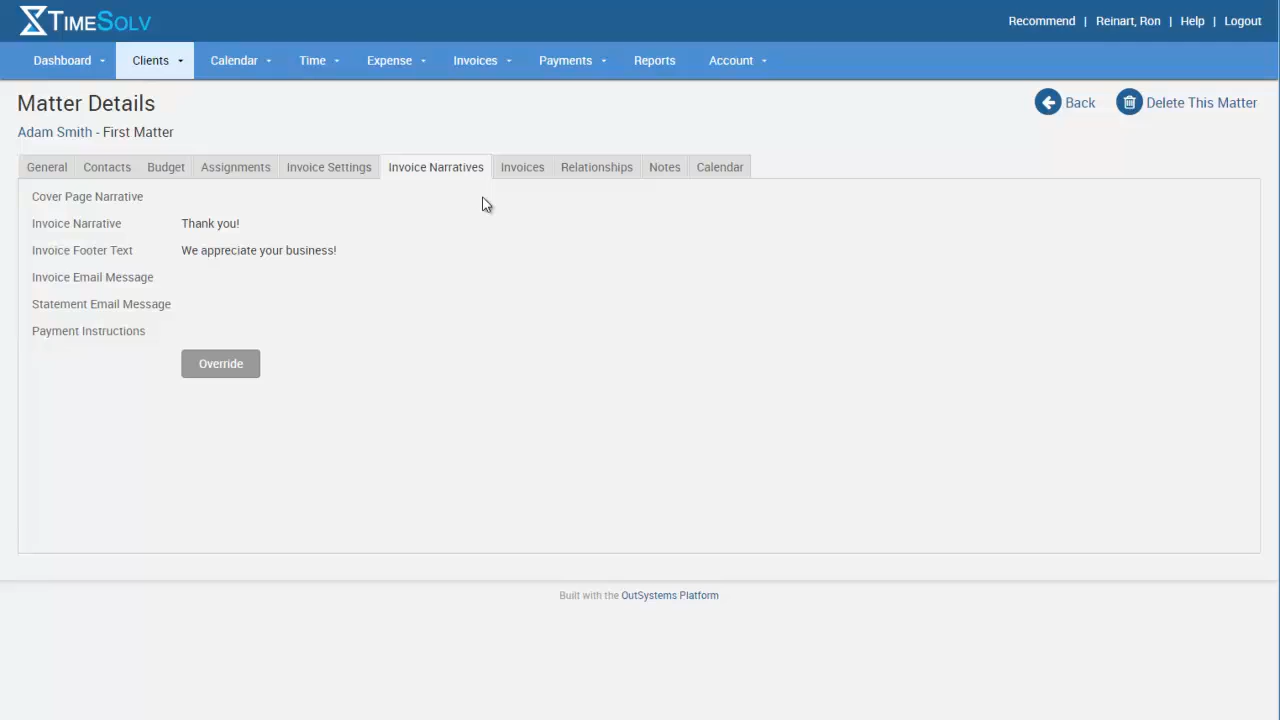 TIMESOLV
Recommend | Reinart, Ron | Help | Logout
Dashboard Clients Calendar Time Expense Invoices Payments Reports Account
Matter Details
Back Delete This Matter
Adam Smith - First Matter
General Contacts Budget Assignments Invoice Settings Invoice Narratives Invoices Relationships Notes Calendar
Cover Page Narrative
Invoice Narrative Thank you!
Invoice Footer Text We appreciate your business!
Invoice Email Message
Statement Email Message
Payment Instructions
Override
Built with the OutSystems Platform